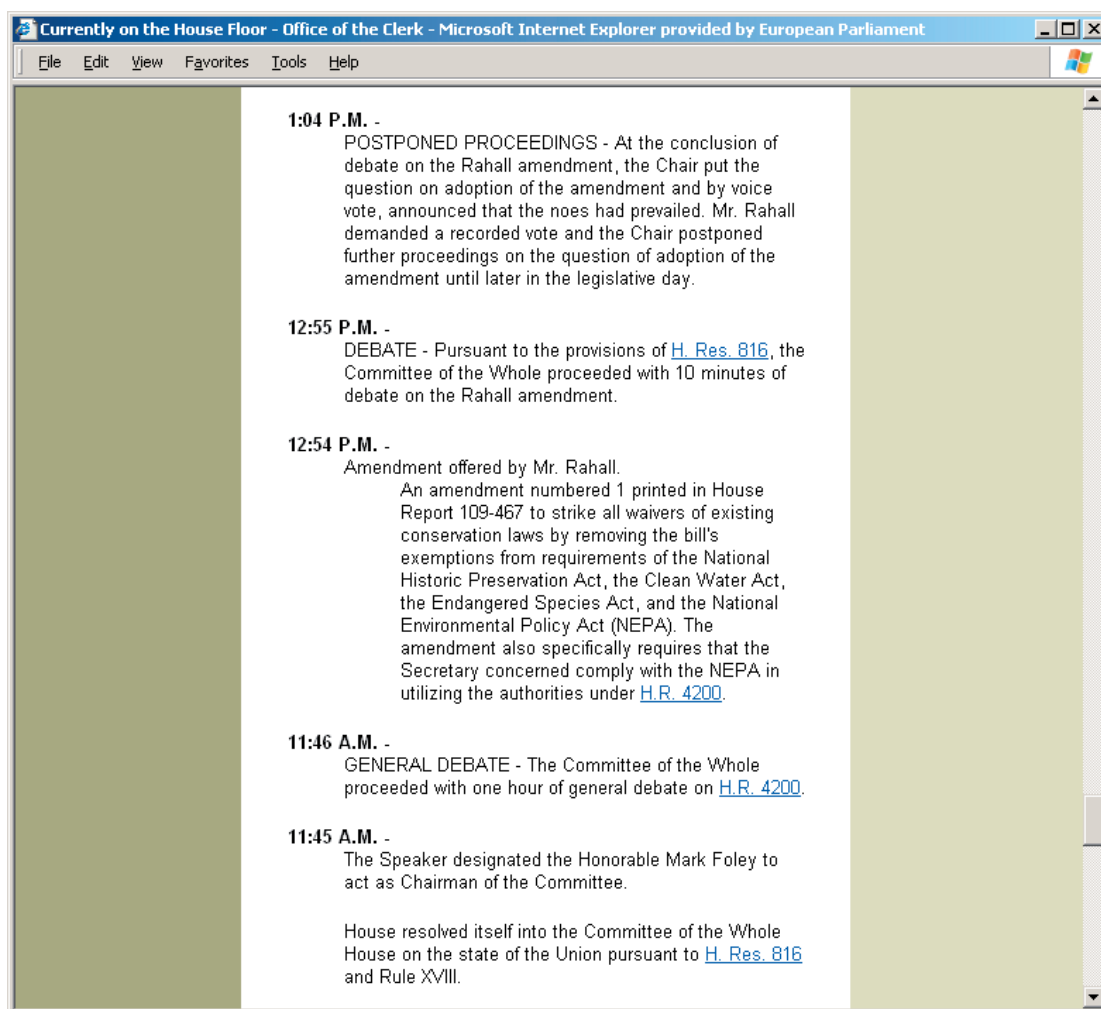 Currently on the House Floor - Office of the Clerk - Microsoft Internet Explorer provided by European Parliament
File Edit View Favorites Tools Help
1:04 P.M. -
POSTPONED PROCEEDINGS - At the conclusion of
debate on the Rahall amendment, the Chair put the
question on adoption of the amendment and by voice
vote, announced that the noes had prevailed. Mr. Rahall
demanded a recorded vote and the Chair postponed
further proceedings on the question of adoption of the
amendment until later in the legislative day.
12:55 P.M. -
DEBATE - Pursuant to the provisions of H. Res. 816, the
Committee of the Whole proceeded with 10 minutes of
debate on the Rahall amendment.
12:54 P.M. -
Amendment offered by Mr. Rahall.
An amendment numbered 1 printed in House
Report 109-467 to strike all waivers of existing
conservation laws by removing the bill's
exemptions from requirements of the National
Historic Preservation Act, the Clean Water Act,
the Endangered Species Act, and the National
Environmental Policy Act (NEPA). The
amendment also specifically requires that the
Secretary concerned comply with the NEPA in
utilizing the authorities under H.R. 4200.
11:46 A.M. -
GENERAL DEBATE - The Committee of the Whole
proceeded with one hour of general debate on H.R. 4200.
11:45 A.M. -
The Speaker designated the Honorable Mark Foley to
act as Chairman of the Committee.
House resolved itself into the Committee of the Whole
House on the state of the Union pursuant to H. Res. 816
and Rule XVIII.